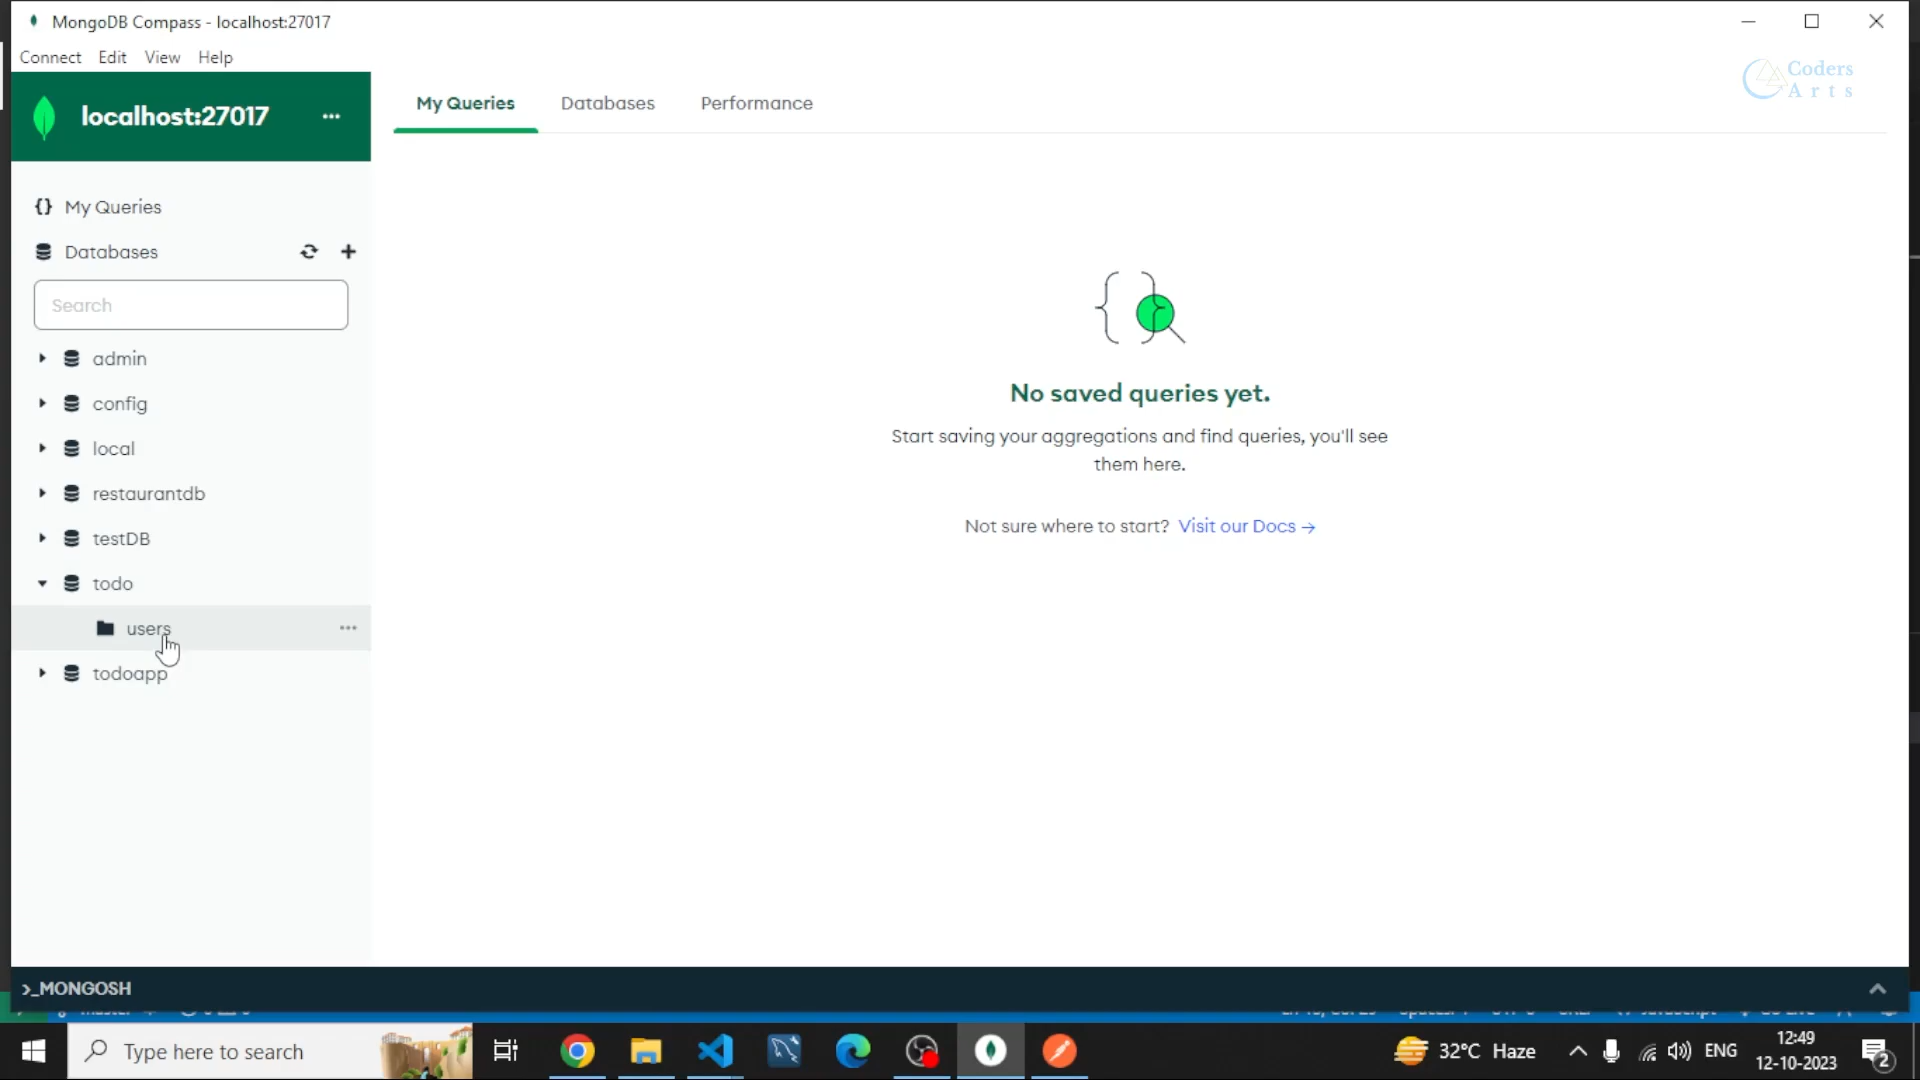 MongoDB Compass - localhost:27017
Connect Edit View Help
localhost:27017
My Queries Databases Performance
Coders
Arts
{} My Queries
Databases
Search
admin
config
local
restaurantdb
testDB
todo
users
todoapp
No saved queries yet.
Start saving your aggregations and find queries, you'll see
them here.
Not sure where to start? Visit our Docs →
>_MONGOSH
Type here to search
32°C Haze
ENG
12:49
12-10-2023
2